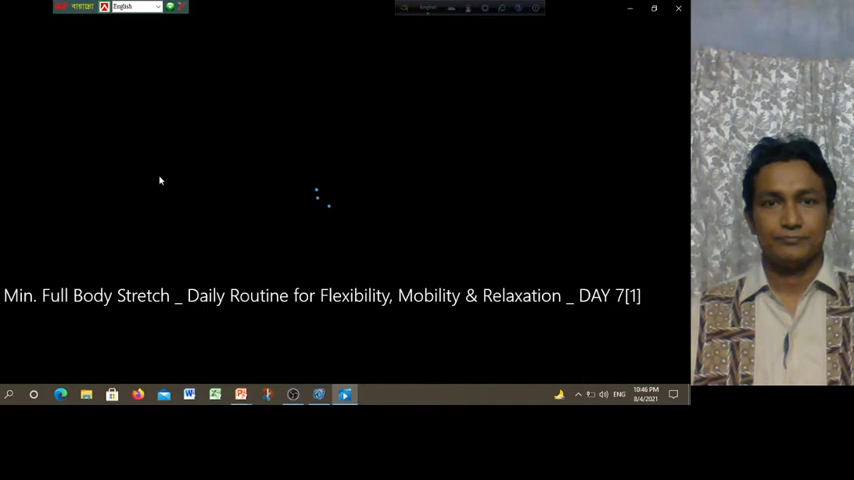 বায়ান্নো English
English
Min. Full Body Stretch _ Daily Routine for Flexibility, Mobility & Relaxation _ DAY 7[1]
10:46 PM
ENG
8/4/2021